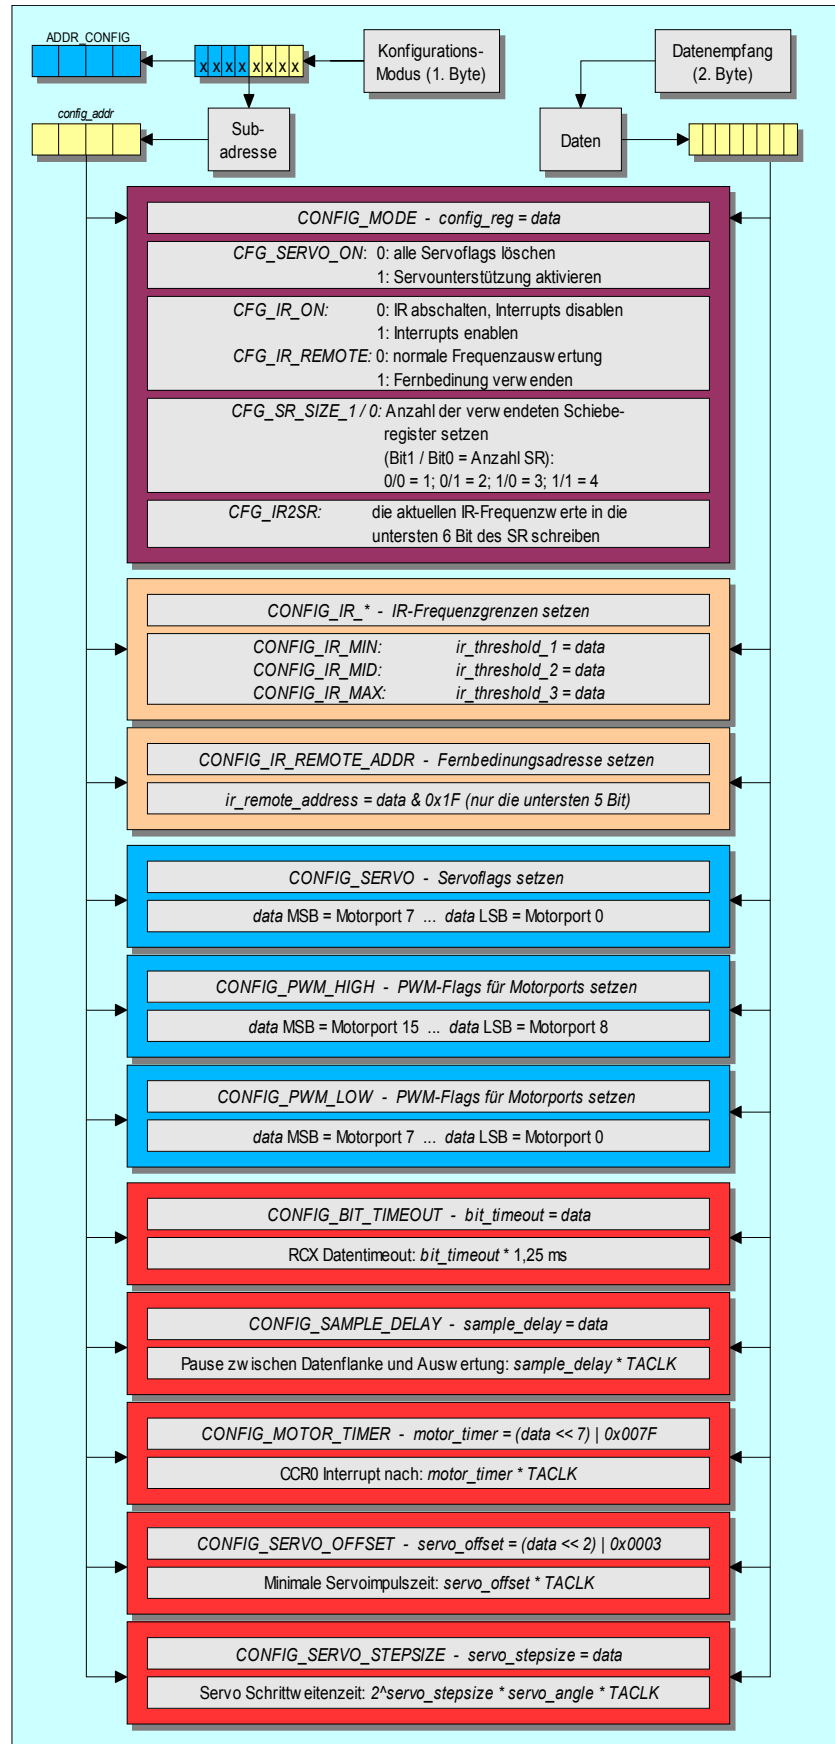 ADDR_CONFIG
x x x x x x x x
Konfigurations-
Modus (1. Byte)
Datenempfang
(2. Byte)
config_addr
Sub-
adresse
Daten
CONFIG_MODE - config_reg = data
CFG_SERVO_ON: 0: alle Servoflags löschen
1: Servounterstützung aktivieren
CFG_IR_ON: 0: IR abschalten, Interrupts disablen
1: Interrupts enablen
CFG_IR_REMOTE: 0: normale Frequenzauswertung
1: Fernbedinung verwenden
CFG_SR_SIZE_1 / 0: Anzahl der verwendeten Schiebe-
register setzen
(Bit1 / Bit0 = Anzahl SR):
0/0 = 1; 0/1 = 2; 1/0 = 3; 1/1 = 4
CFG_IR2SR: die aktuellen IR-Frequenzwerte in die
untersten 6 Bit des SR schreiben
CONFIG_IR_* - IR-Frequenzgrenzen setzen
CONFIG_IR_MIN: ir_threshold_1 = data
CONFIG_IR_MID: ir_threshold_2 = data
CONFIG_IR_MAX: ir_threshold_3 = data
CONFIG_IR_REMOTE_ADDR - Fernbedinungsadresse setzen
ir_remote_address = data & 0x1F (nur die untersten 5 Bit)
CONFIG_SERVO - Servoflags setzen
data MSB = Motorport 7 ... data LSB = Motorport 0
CONFIG_PWM_HIGH - PWM-Flags für Motorports setzen
data MSB = Motorport 15 ... data LSB = Motorport 8
CONFIG_PWM_LOW - PWM-Flags für Motorports setzen
data MSB = Motorport 7 ... data LSB = Motorport 0
CONFIG_BIT_TIMEOUT - bit_timeout = data
RCX Datentimeout: bit_timeout * 1,25 ms
CONFIG_SAMPLE_DELAY - sample_delay = data
Pause zwischen Datenflanke und Auswertung: sample_delay * TACLK
CONFIG_MOTOR_TIMER - motor_timer = (data << 7) | 0x007F
CCR0 Interrupt nach: motor_timer * TACLK
CONFIG_SERVO_OFFSET - servo_offset = (data << 2) | 0x0003
Minimale Servoimpulszeit: servo_offset * TACLK
CONFIG_SERVO_STEPSIZE - servo_stepsize = data
Servo Schrittweitenzeit: 2^servo_stepsize * servo_angle * TACLK